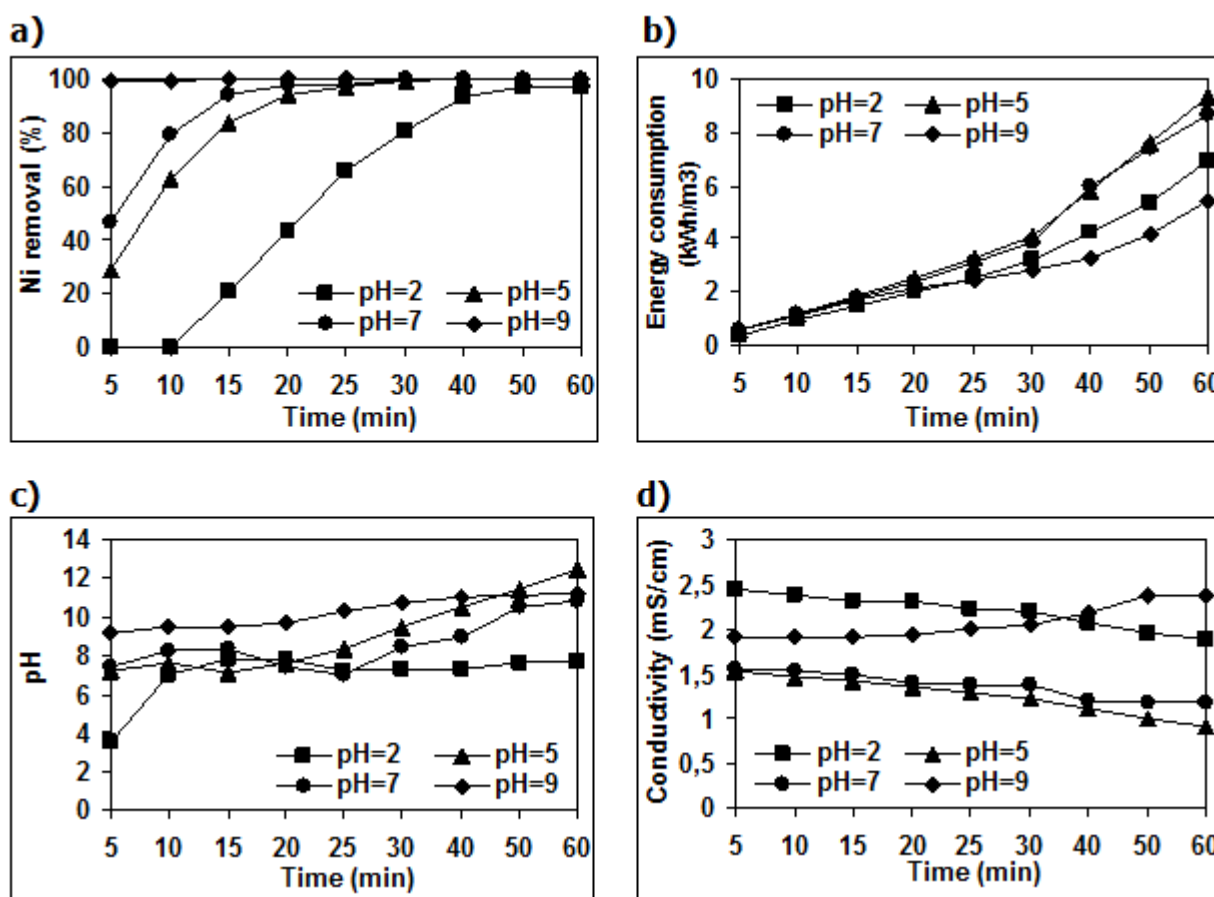 a)
Ni removal (%)
100
80
60
40
20
0
pH=2 pH=5
pH=7 pH=9
5 10 15 20 25 30 40 50 60
Time (min)
b)
Energy consumption
(kWh/m3)
10
8
6
4
2
0
pH=2 pH=5
pH=7 pH=9
5 10 15 20 25 30 40 50 60
Time (min)
c)
pH
14
12
10
8
6
4
2
0
pH=2 pH=5
pH=7 pH=9
5 10 15 20 25 30 40 50 60
Time (min)
d)
Conductivity (mS/cm)
3
2,5
2
1,5
1
0,5
0
pH=2 pH=5
pH=7 pH=9
5 10 15 20 25 30 40 50 60
Time (min)